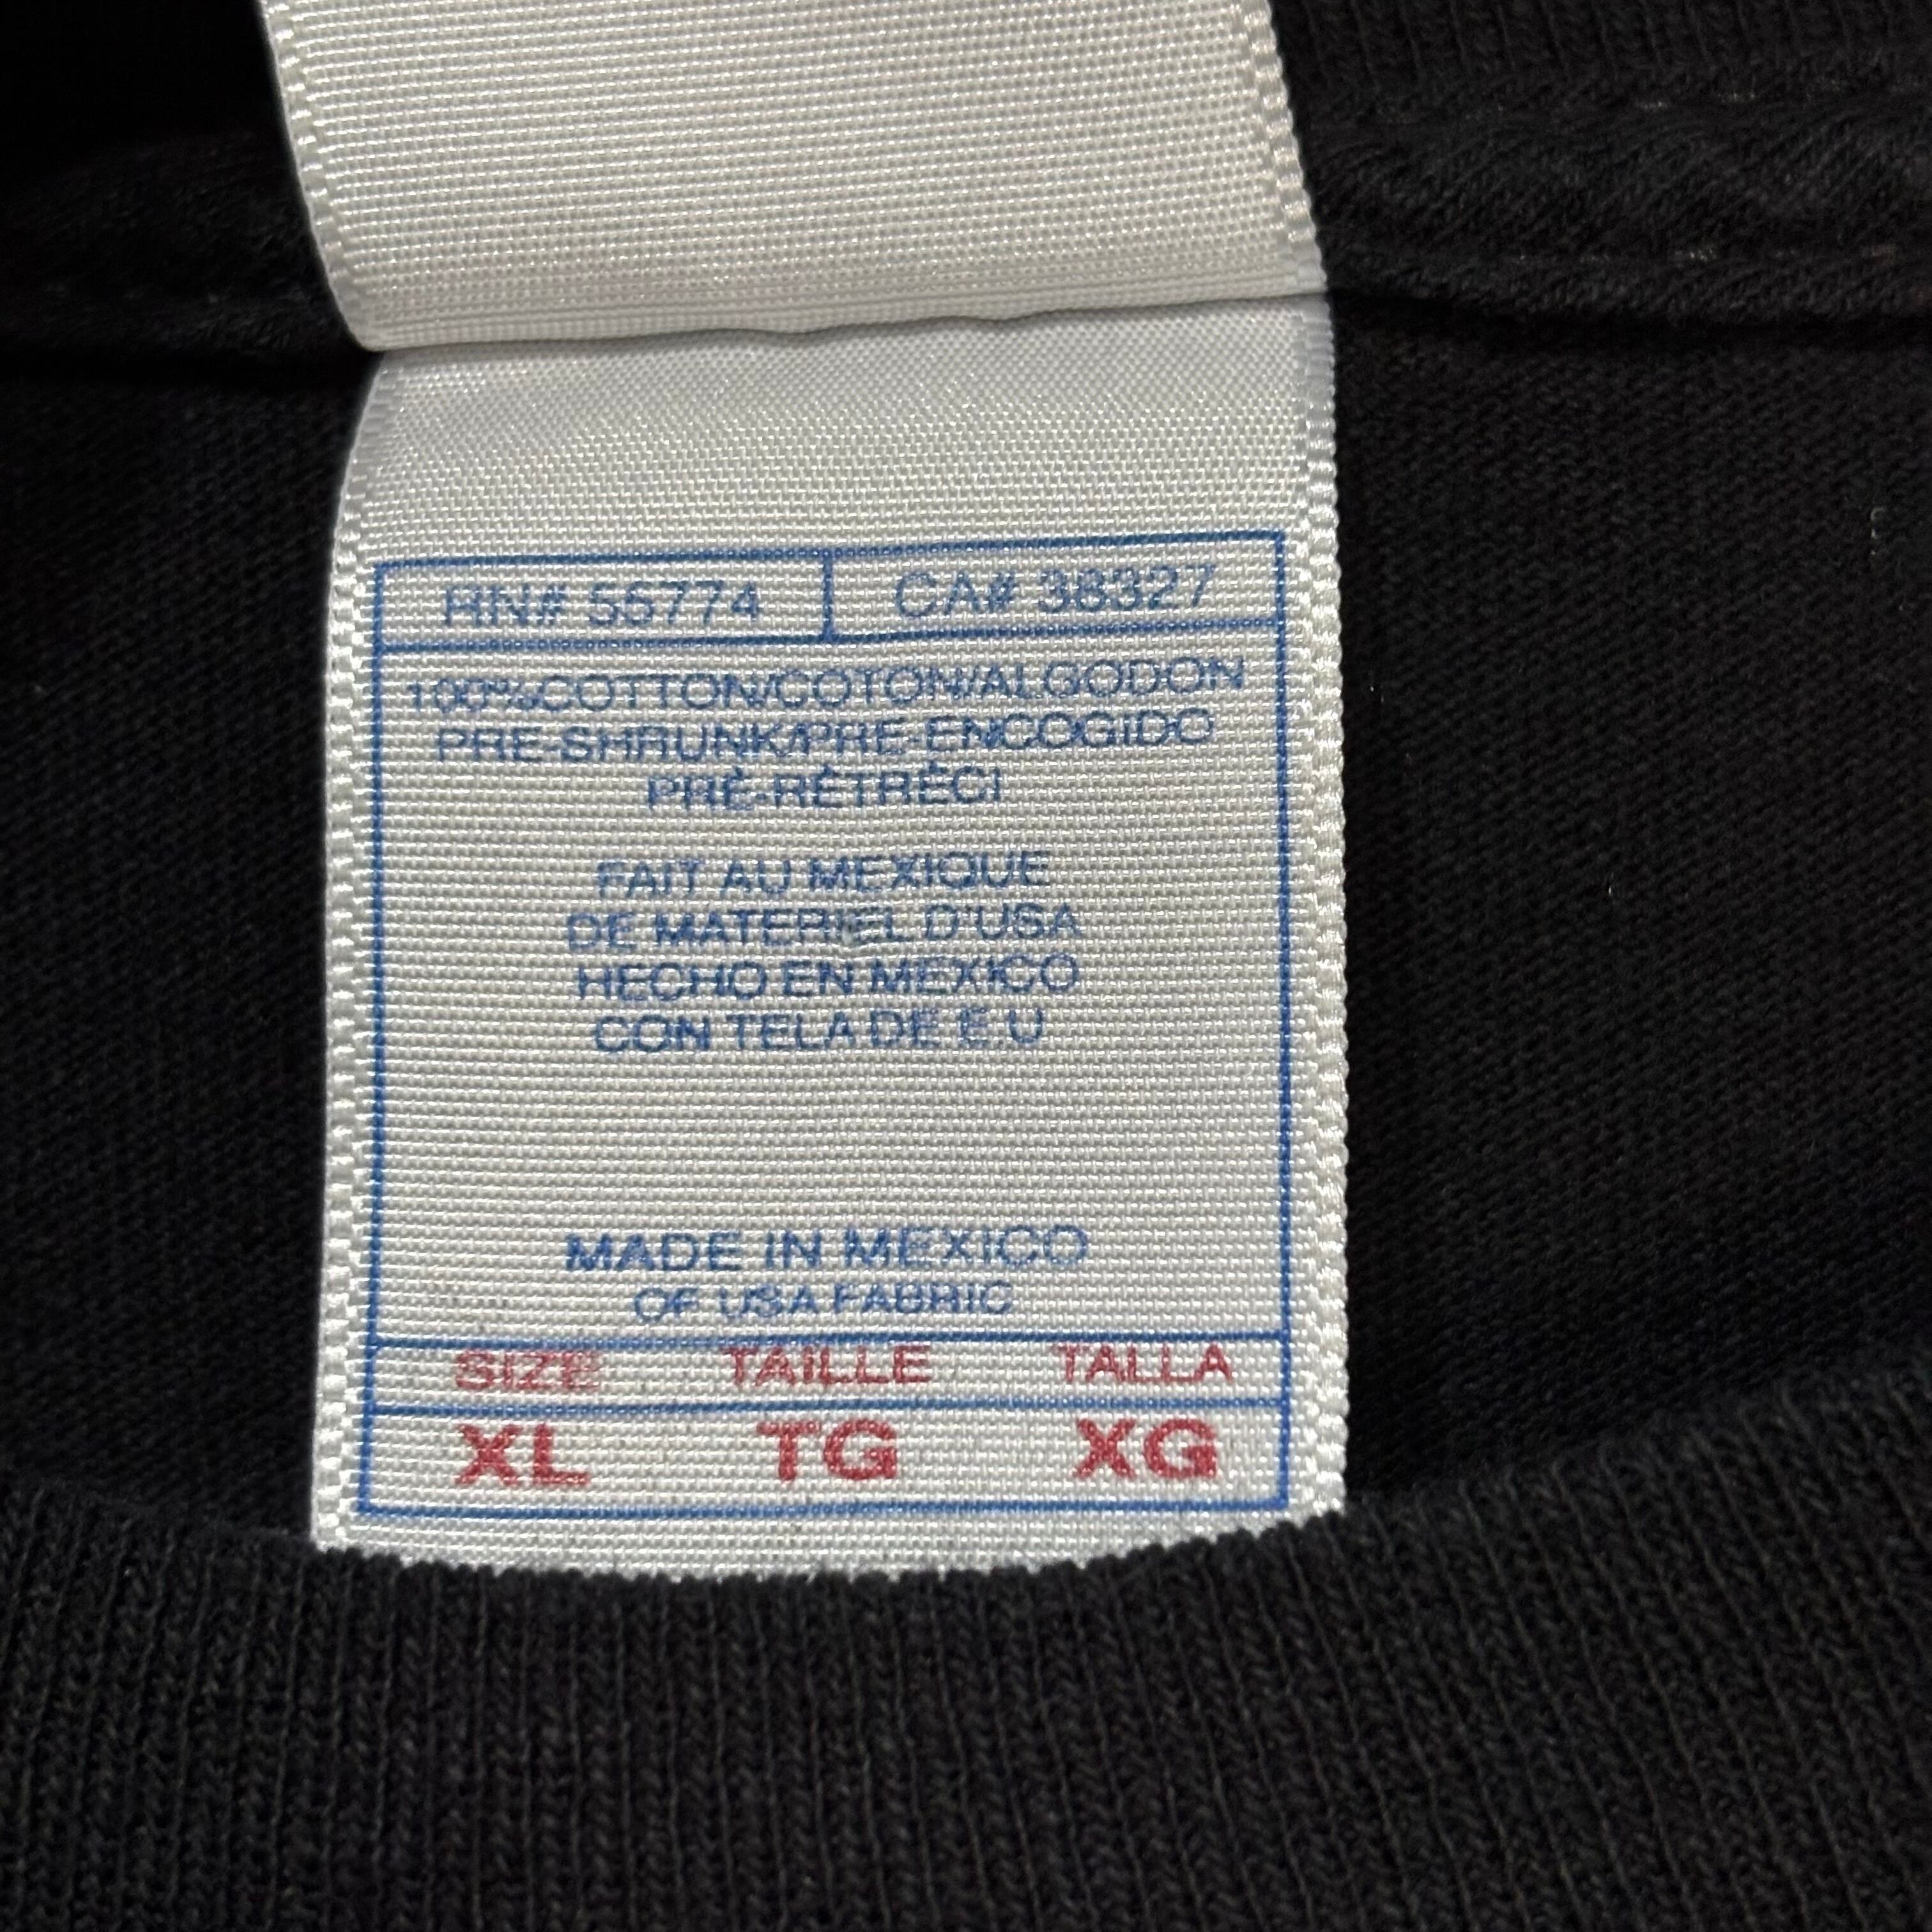 RN# 55774 CA# 38327
100%COTTON/COTON/ALGODON
PRE-SHRUNK/PRE-ENCOGIDO
PRÉ-RÉTRÉCI
FAIT AU MEXIQUE
DE MATERIEL D'USA
HECHO EN MEXICO
CON TELA DE E.U
MADE IN MEXICO
OF USA FABRIC
SIZE TAILLE TALLA
XL TG XG